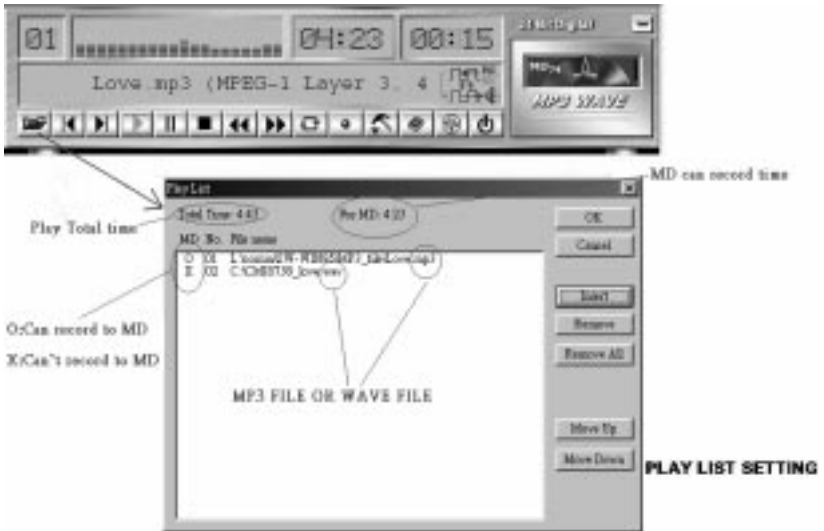 01
04:23
00:15
Love.mp3 (MPEG-1 Layer 3. 4
MP3 WAVE
MD can record time
Play List
Play Total time
Total Time: 4:43
For MD: 4:23
OK
Cancel
MD No. File name
O 01
X 02
Insert
Remove
Remove All
O:Can record to MD
X:Can't record to MD
MP3 FILE OR WAVE FILE
Move Up
Move Down
PLAY LIST SETTING